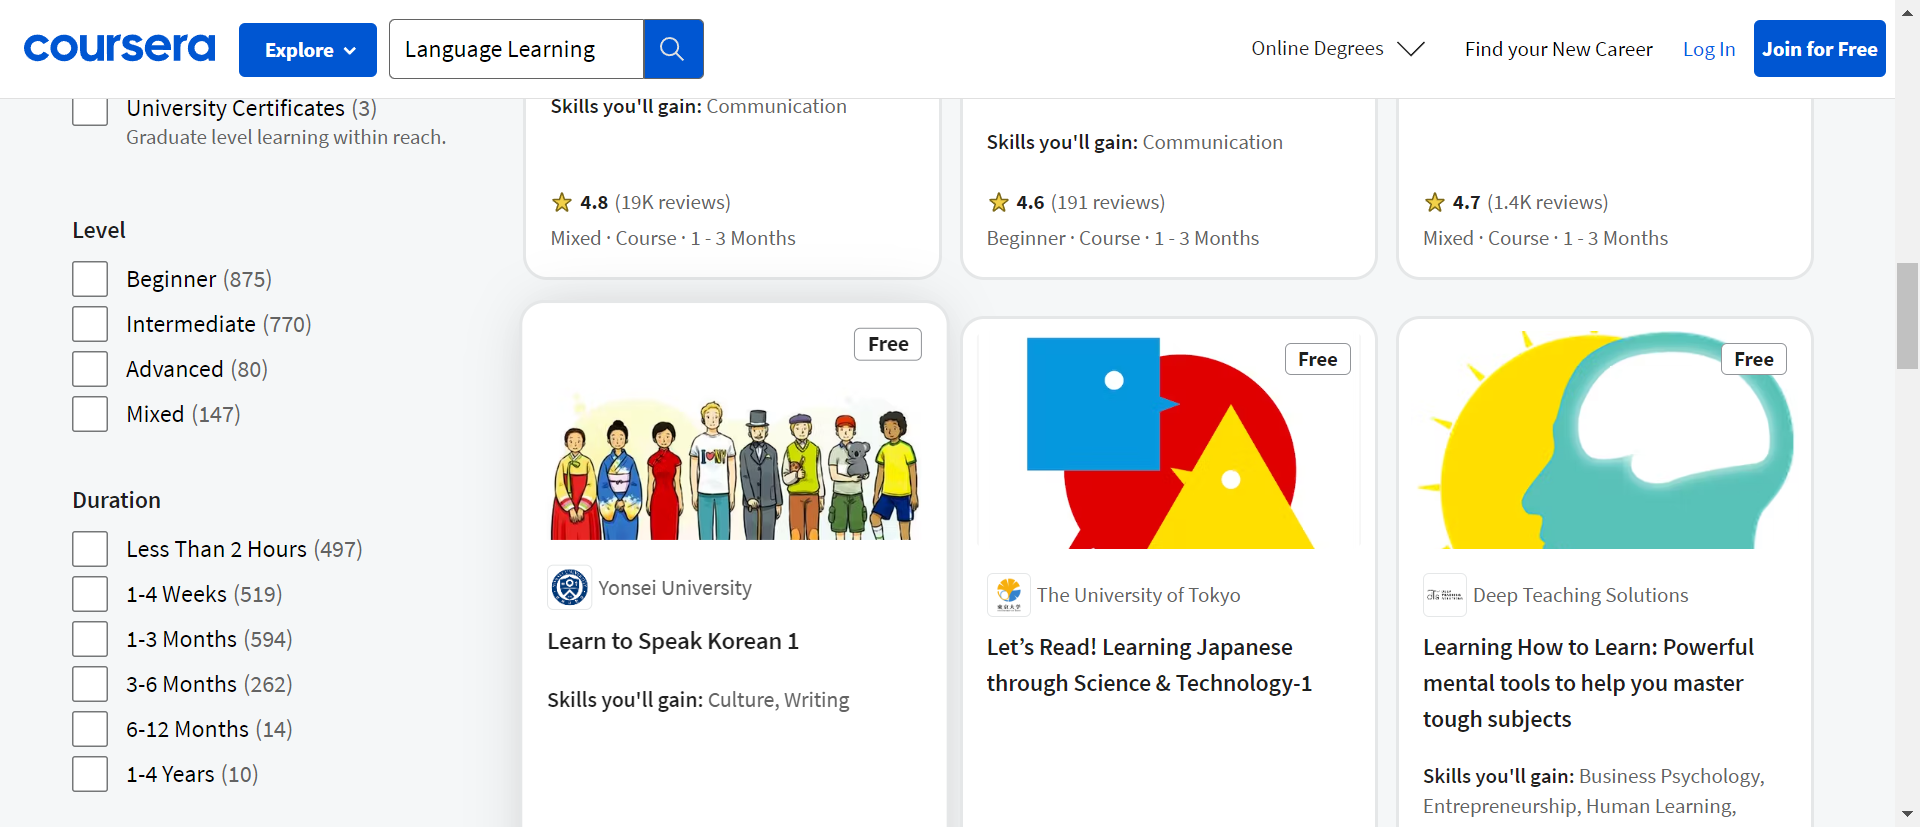 coursera
Explore
Language Learning
Online Degrees
Find your New Career
Log In
Join for Free
University Certificates (3)
Graduate level learning within reach.
Level
Beginner (875)
Intermediate (770)
Advanced (80)
Mixed (147)
Duration
Less Than 2 Hours (497)
1-4 Weeks (519)
1-3 Months (594)
3-6 Months (262)
6-12 Months (14)
1-4 Years (10)
Skills you'll gain: Communication
4.8 (19K reviews)
Mixed · Course · 1 - 3 Months
Skills you'll gain: Communication
4.6 (191 reviews)
Beginner · Course · 1 - 3 Months
4.7 (1.4K reviews)
Mixed · Course · 1 - 3 Months
Free
I NY
Yonsei University
Learn to Speak Korean 1
Skills you'll gain: Culture, Writing
Free
東京大学
The University of Tokyo
Let’s Read! Learning Japanese
through Science & Technology-1
Free
Deep Teaching Solutions
Learning How to Learn: Powerful
mental tools to help you master
tough subjects
Skills you'll gain: Business Psychology,
Entrepreneurship, Human Learning,